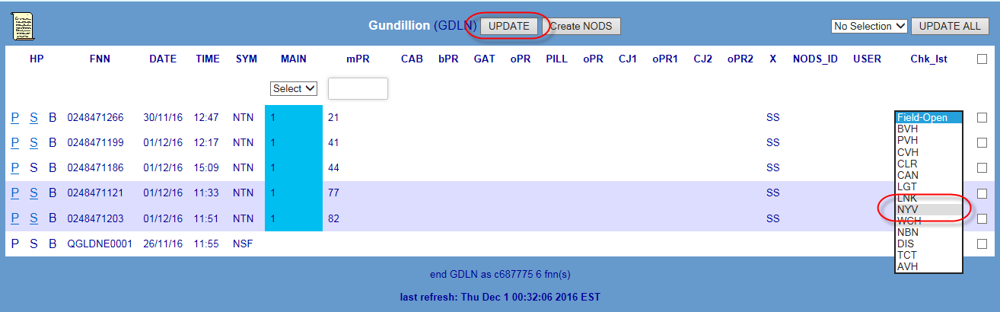 Gundillion (GDLN) UPDATE Create NODS No Selection UPDATE ALL
HP FNN DATE TIME SYM MAIN mPR CAB bPR GAT oPR PILL oPR CJ1 oPR1 CJ2 oPR2 X NODS_ID USER Chk_lst
Select
P S B 0248471266 30/11/16 12:47 NTN 1 21 SS Field-Open
BVH
P S B 0248471199 01/12/16 12:17 NTN 1 41 SS PVH
CVH
P S B 0248471186 01/12/16 15:09 NTN 1 44 SS CLR
CAN
LGT
P S B 0248471121 01/12/16 11:33 NTN 1 77 SS LNK
NYV
P S B 0248471203 01/12/16 11:51 NTN 1 82 SS WCH
NBN
P S B QGLDNE0001 26/11/16 11:55 NSF DIS
TCT
AVH
end GDLN as c687775 6 fnn(s)
last refresh: Thu Dec 1 00:32:06 2016 EST